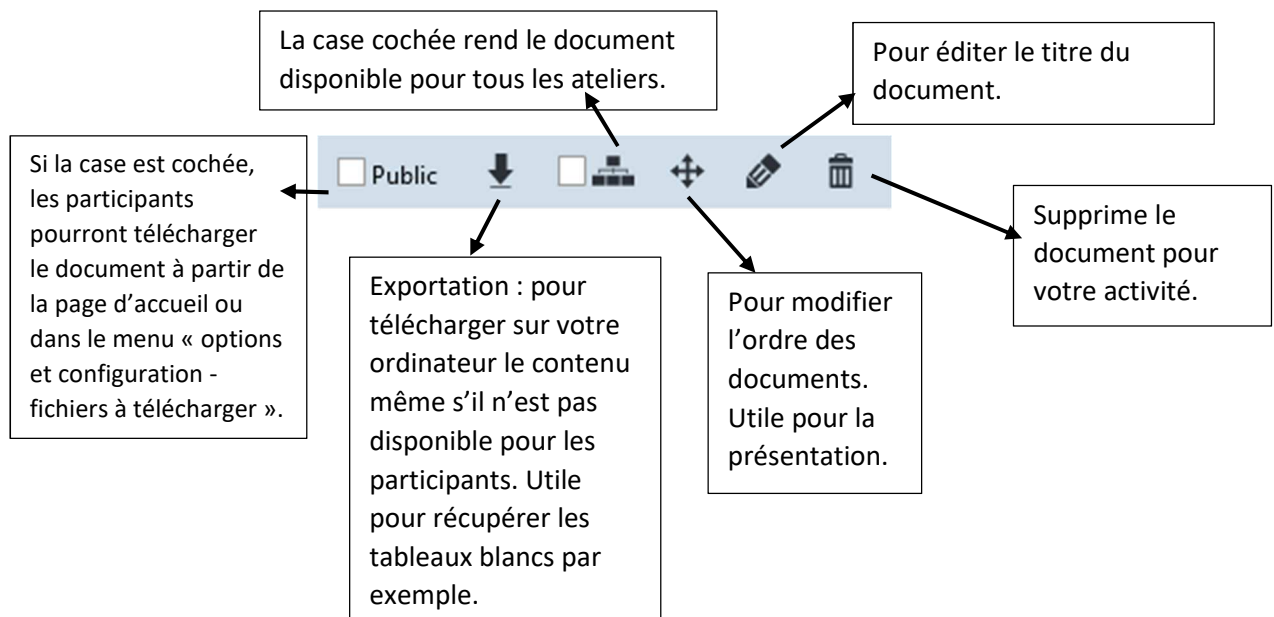 La case cochée rend le document
disponible pour tous les ateliers.
Pour éditer le titre du
document.
Si la case est cochée,
les participants
pourront télécharger
le document à partir de
la page d’accueil ou
dans le menu « options
et configuration -
fichiers à télécharger ».
Public
Supprime le
document pour
votre activité.
Exportation : pour
télécharger sur votre
ordinateur le contenu
même s’il n’est pas
disponible pour les
participants. Utile
pour récupérer les
tableaux blancs par
exemple.
Pour modifier
l’ordre des
documents.
Utile pour la
présentation.